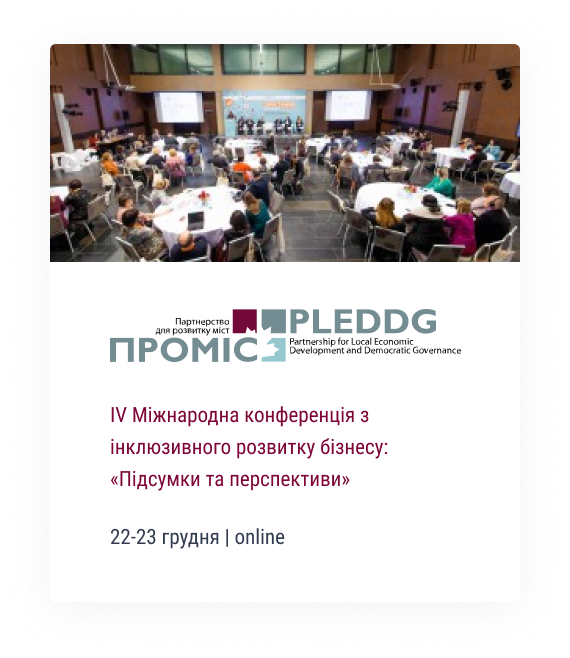 Партнерство
для розвитку міст
ПРОМІС
PLEDDG
Partnership for Local Economic
Development and Democratic Governance
IV Міжнародна конференція з
інклюзивного розвитку бізнесу:
«Підсумки та перспективи»
22-23 грудня | online